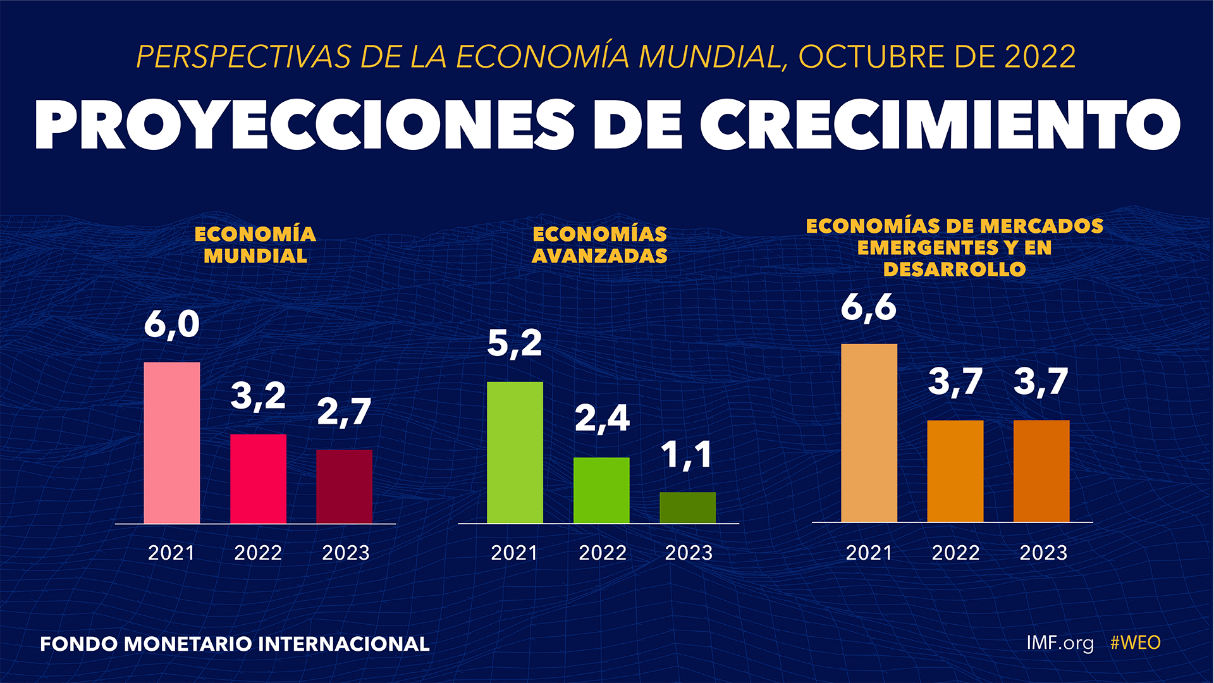 PERSPECTIVAS DE LA ECONOMÍA MUNDIAL, OCTUBRE DE 2022
PROYECCIONES DE CRECIMIENTO
ECONOMÍA
MUNDIAL
6,0
3,2
2,7
2021 2022 2023
ECONOMÍAS
AVANZADAS
5,2
2,4
1,1
2021 2022 2023
ECONOMÍAS DE MERCADOS
EMERGENTES Y EN
DESARROLLO
6,6
3,7 3,7
2021 2022 2023
FONDO MONETARIO INTERNACIONAL
IMF.org #WEO